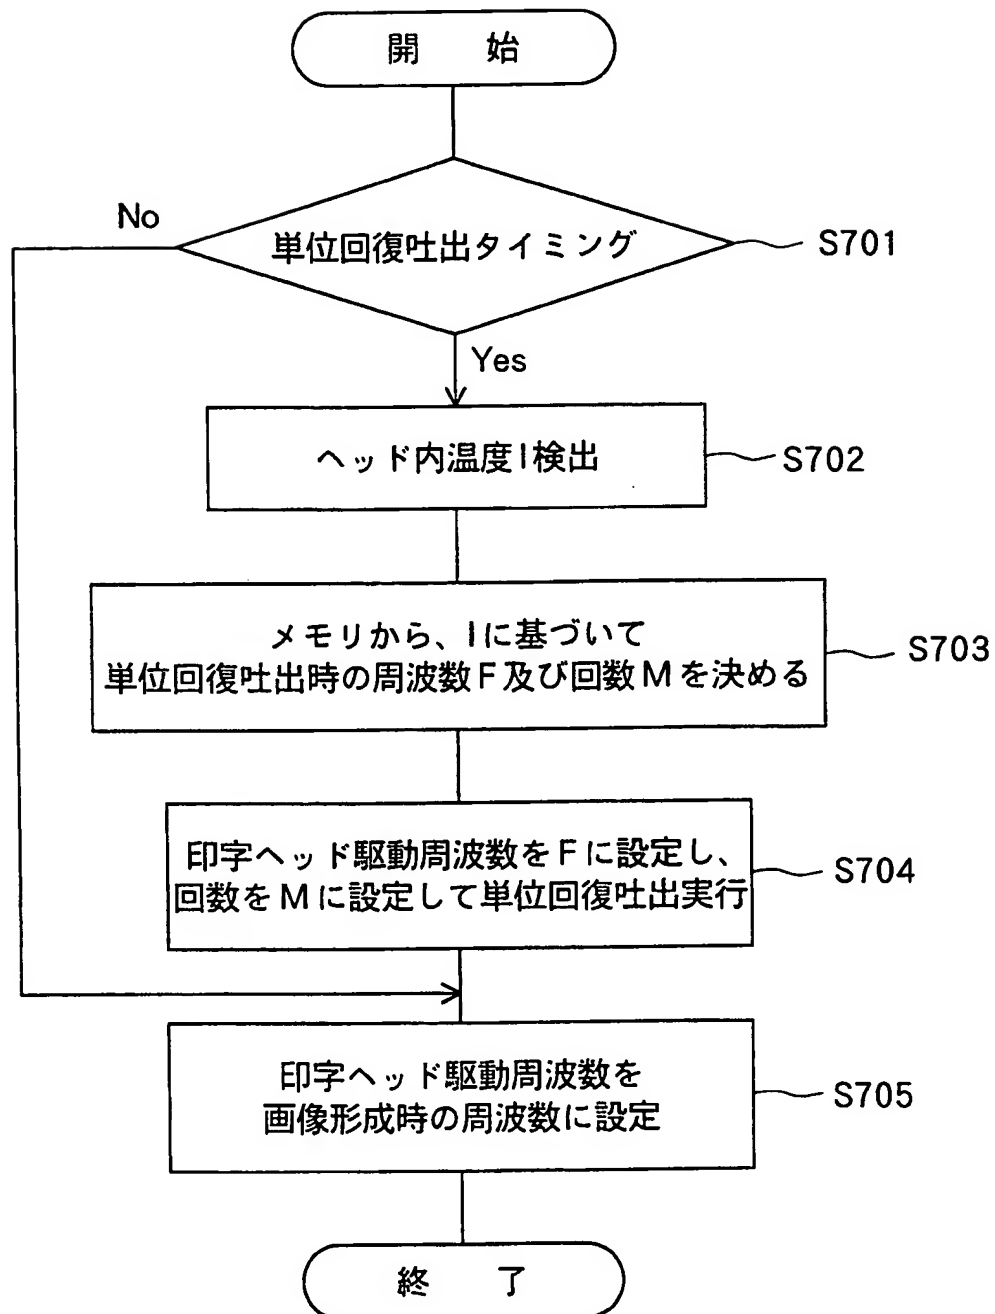 開 始
No
単位回復吐出タイミング
S701
Yes
ヘッド内温度I検出
S702
メモリから、Iに基づいて
単位回復吐出時の周波数F及び回数Mを決める
S703
印字ヘッド駆動周波数をFに設定し、
回数をMに設定して単位回復吐出実行
S704
印字ヘッド駆動周波数を
画像形成時の周波数に設定
S705
終 了